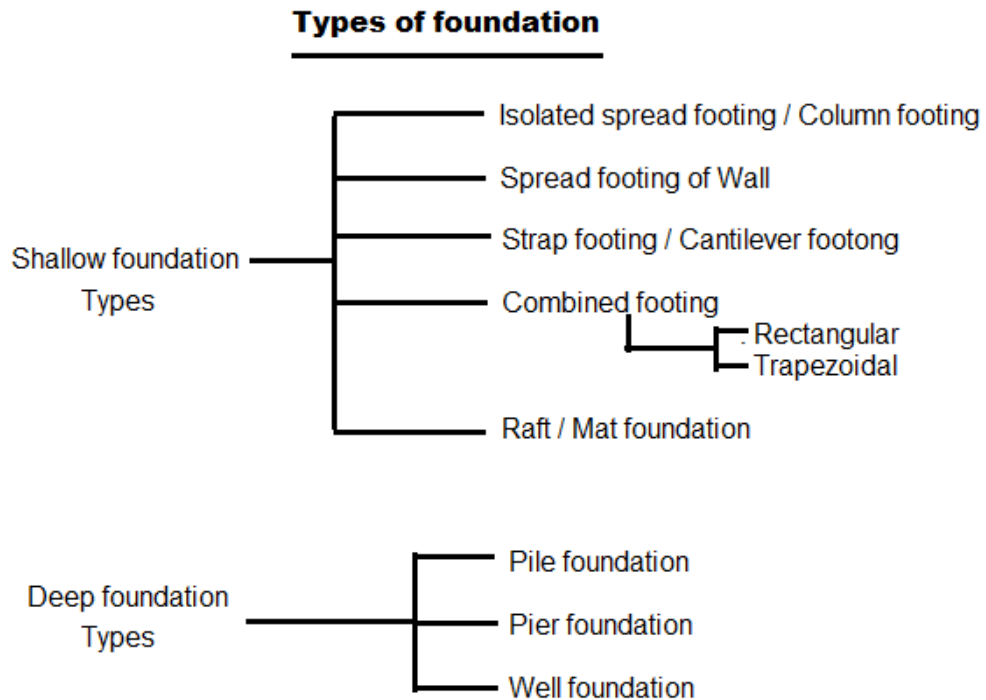 Types of foundation
Isolated spread footing / Column footing
Spread footing of Wall
Strap footing / Cantilever footong
Shallow foundation
Types
Combined footing
Rectangular
Trapezoidal
Raft / Mat foundation
Pile foundation
Deep foundation
Types
Pier foundation
Well foundation